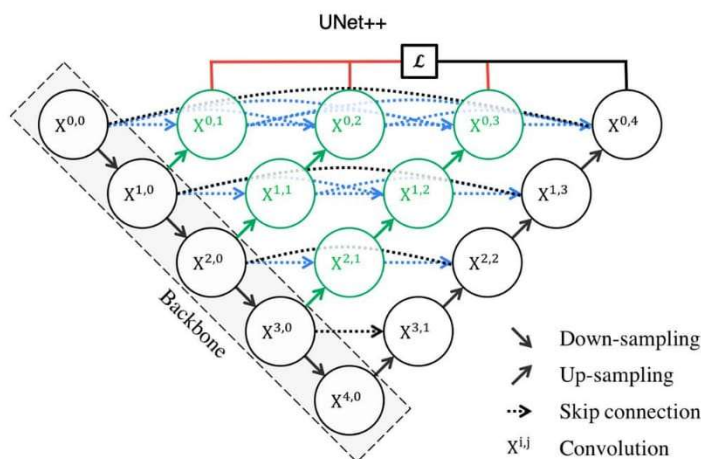 UNet++
ℒ
X^{0,0} X^{0,1} X^{0,2} X^{0,3} X^{0,4}
X^{1,0} X^{1,1} X^{1,2} X^{1,3}
X^{2,0} X^{2,1} X^{2,2}
X^{3,0} X^{3,1}
X^{4,0}
Backbone
Down-sampling
Up-sampling
Skip connection
X^{i,j} Convolution